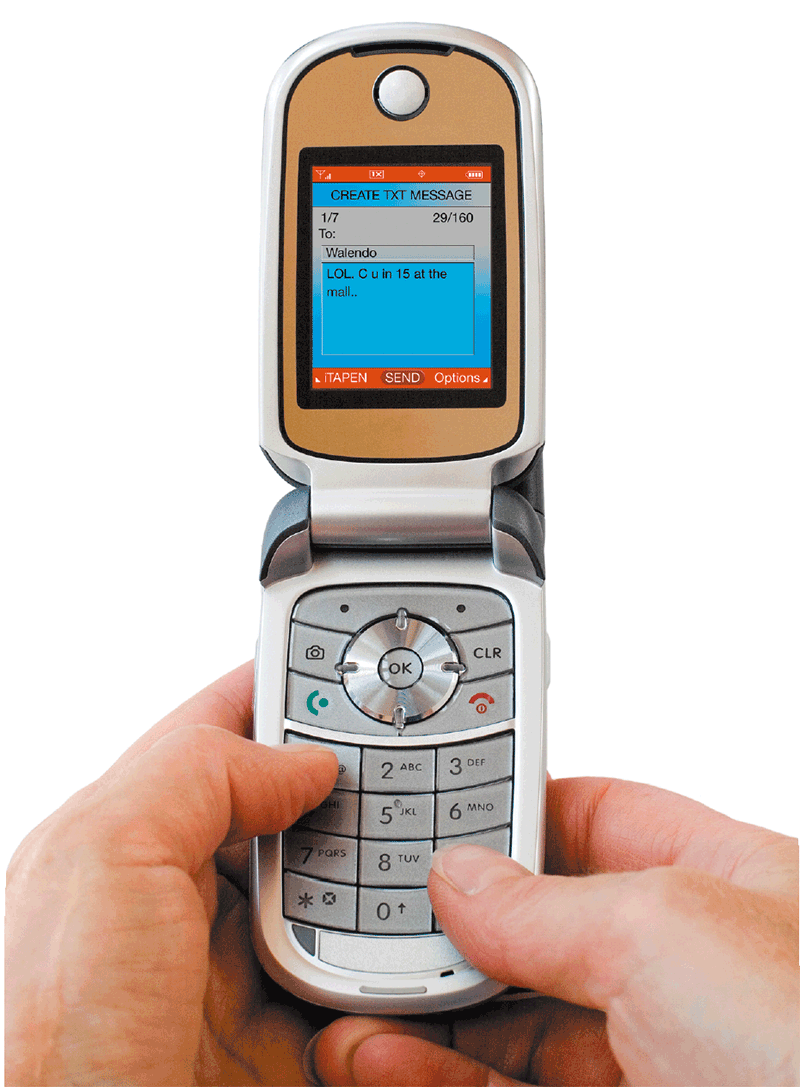 1X
CREATE TXT MESSAGE
1/7 29/160
To:
Walendo
LOL. C u in 15 at the
mall..
iTAPEN SEND Options
CLR
OK
@
2 ABC 3 DEF
GHI 5 JKL 6 MNO
7 PQRS 8 TUV
* 0